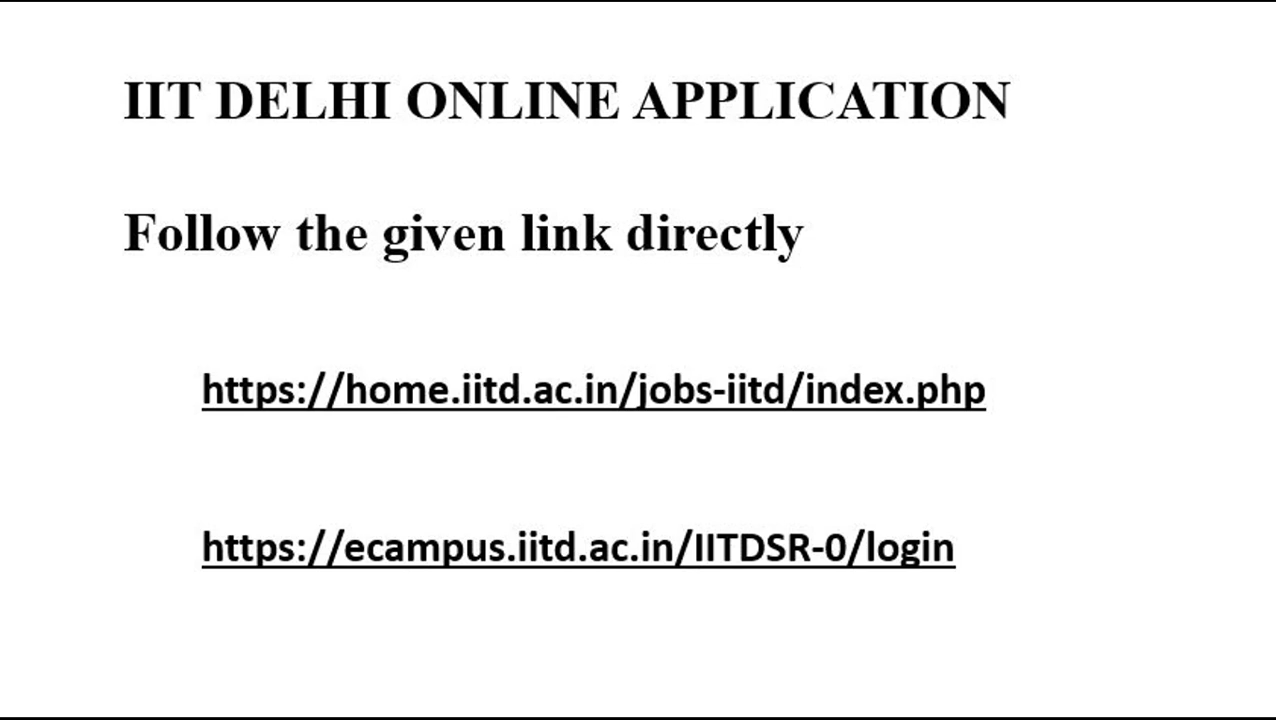 IIT DELHI ONLINE APPLICATION
Follow the given link directly
https://home.iitd.ac.in/jobs-iitd/index.php
https://ecampus.iitd.ac.in/IITDSR-0/login